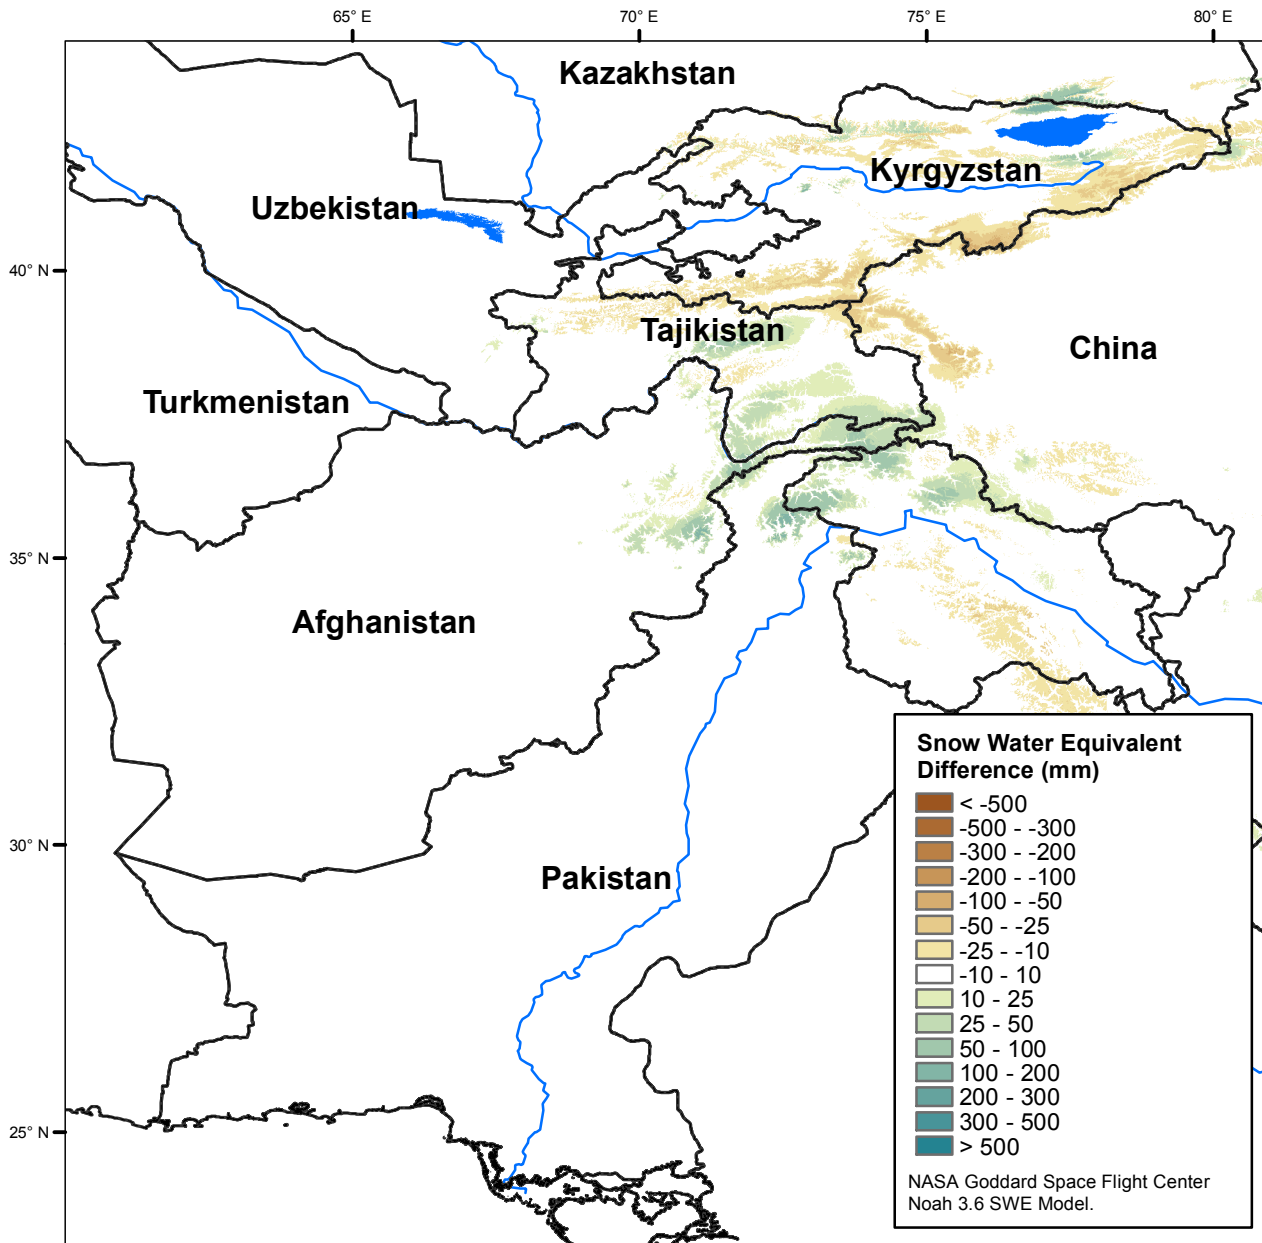 65° E
70° E
75° E
80° E
Kazakhstan
Kyrgyzstan
Uzbekistan
40° N
Tajikistan
China
Turkmenistan
35° N
Afghanistan
Snow Water Equivalent
Difference (mm)
< -500
-500 - -300
-300 - -200
-200 - -100
-100 - -50
-50 - -25
-25 - -10
-10 - 10
10 - 25
25 - 50
50 - 100
100 - 200
200 - 300
300 - 500
> 500
NASA Goddard Space Flight Center
Noah 3.6 SWE Model.
30° N
Pakistan
25° N